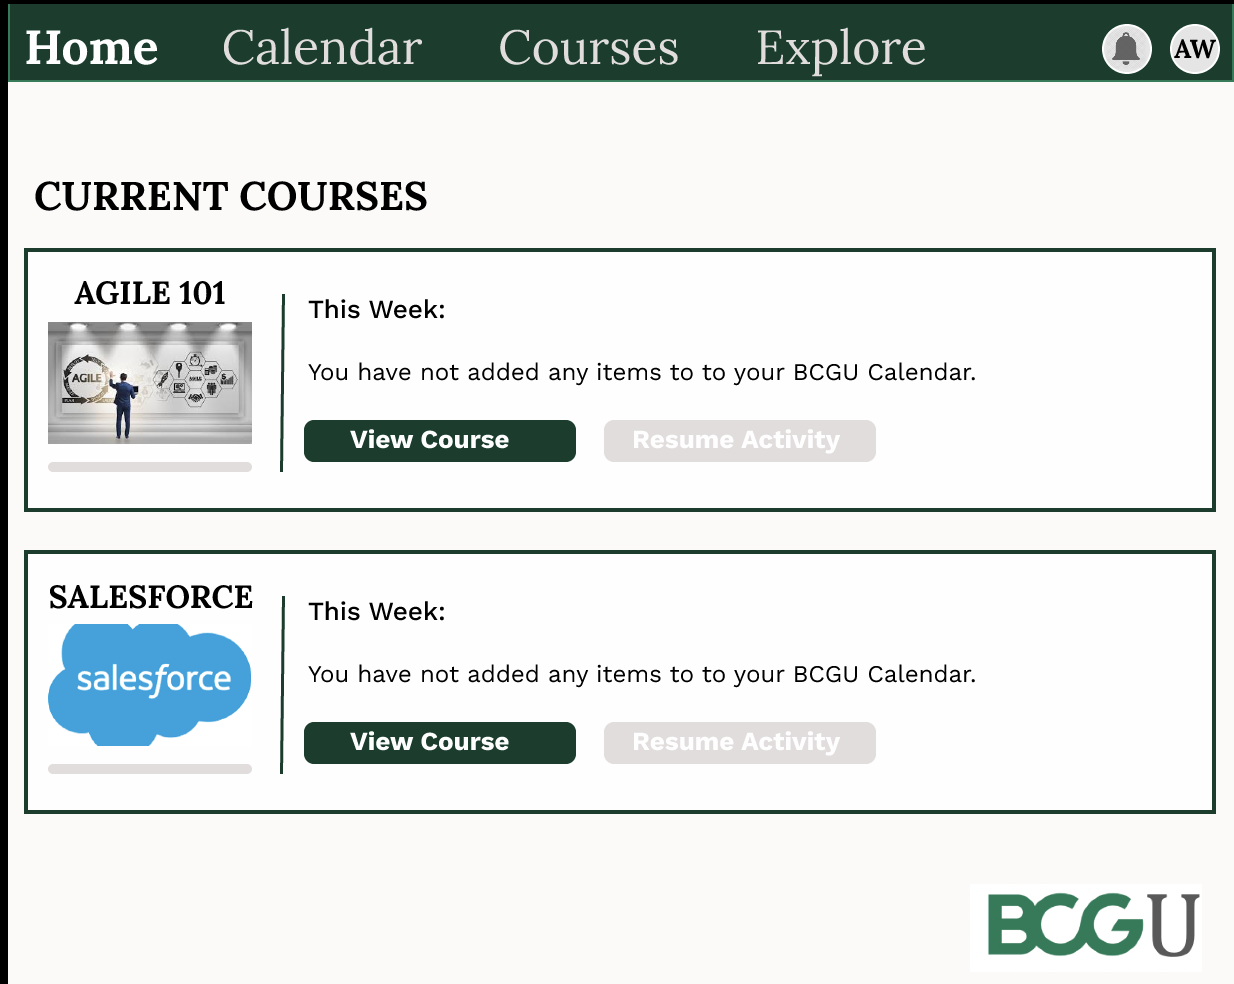 Home Calendar Courses Explore AW
CURRENT COURSES
AGILE 101
This Week:
AGILE
You have not added any items to to your BCGU Calendar.
View Course Resume Activity
SALESFORCE
This Week:
salesforce
You have not added any items to to your BCGU Calendar.
View Course Resume Activity
BCGU